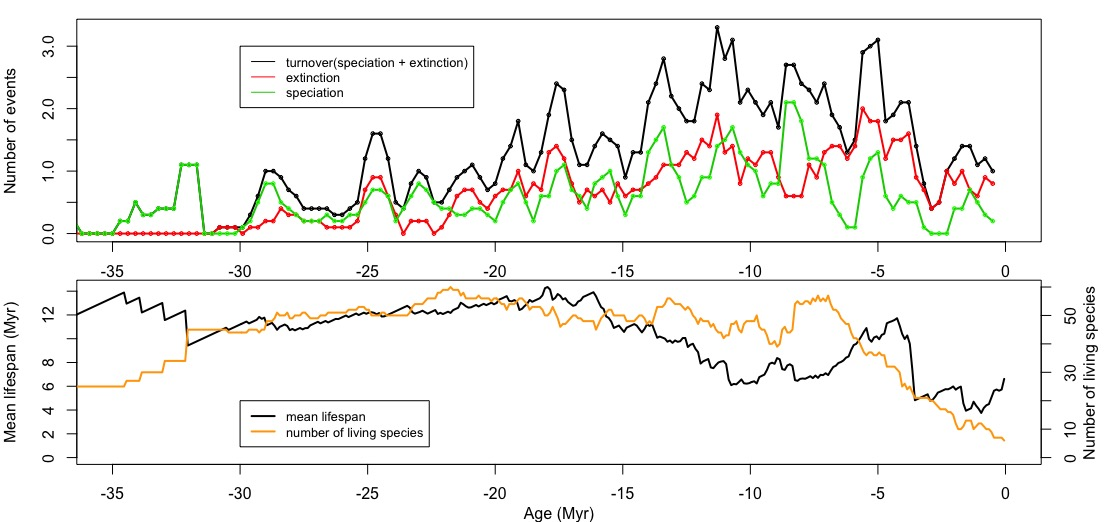 Number of events
3.0
2.0
1.0
0.0
turnover(speciation + extinction)
extinction
speciation
-35 -30 -25 -20 -15 -10 -5 0
Mean lifespan (Myr)
12
8
6
4
2
0
mean lifespan
number of living species
50
30
10
0
Number of living species
-35 -30 -25 -20 -15 -10 -5 0
Age (Myr)